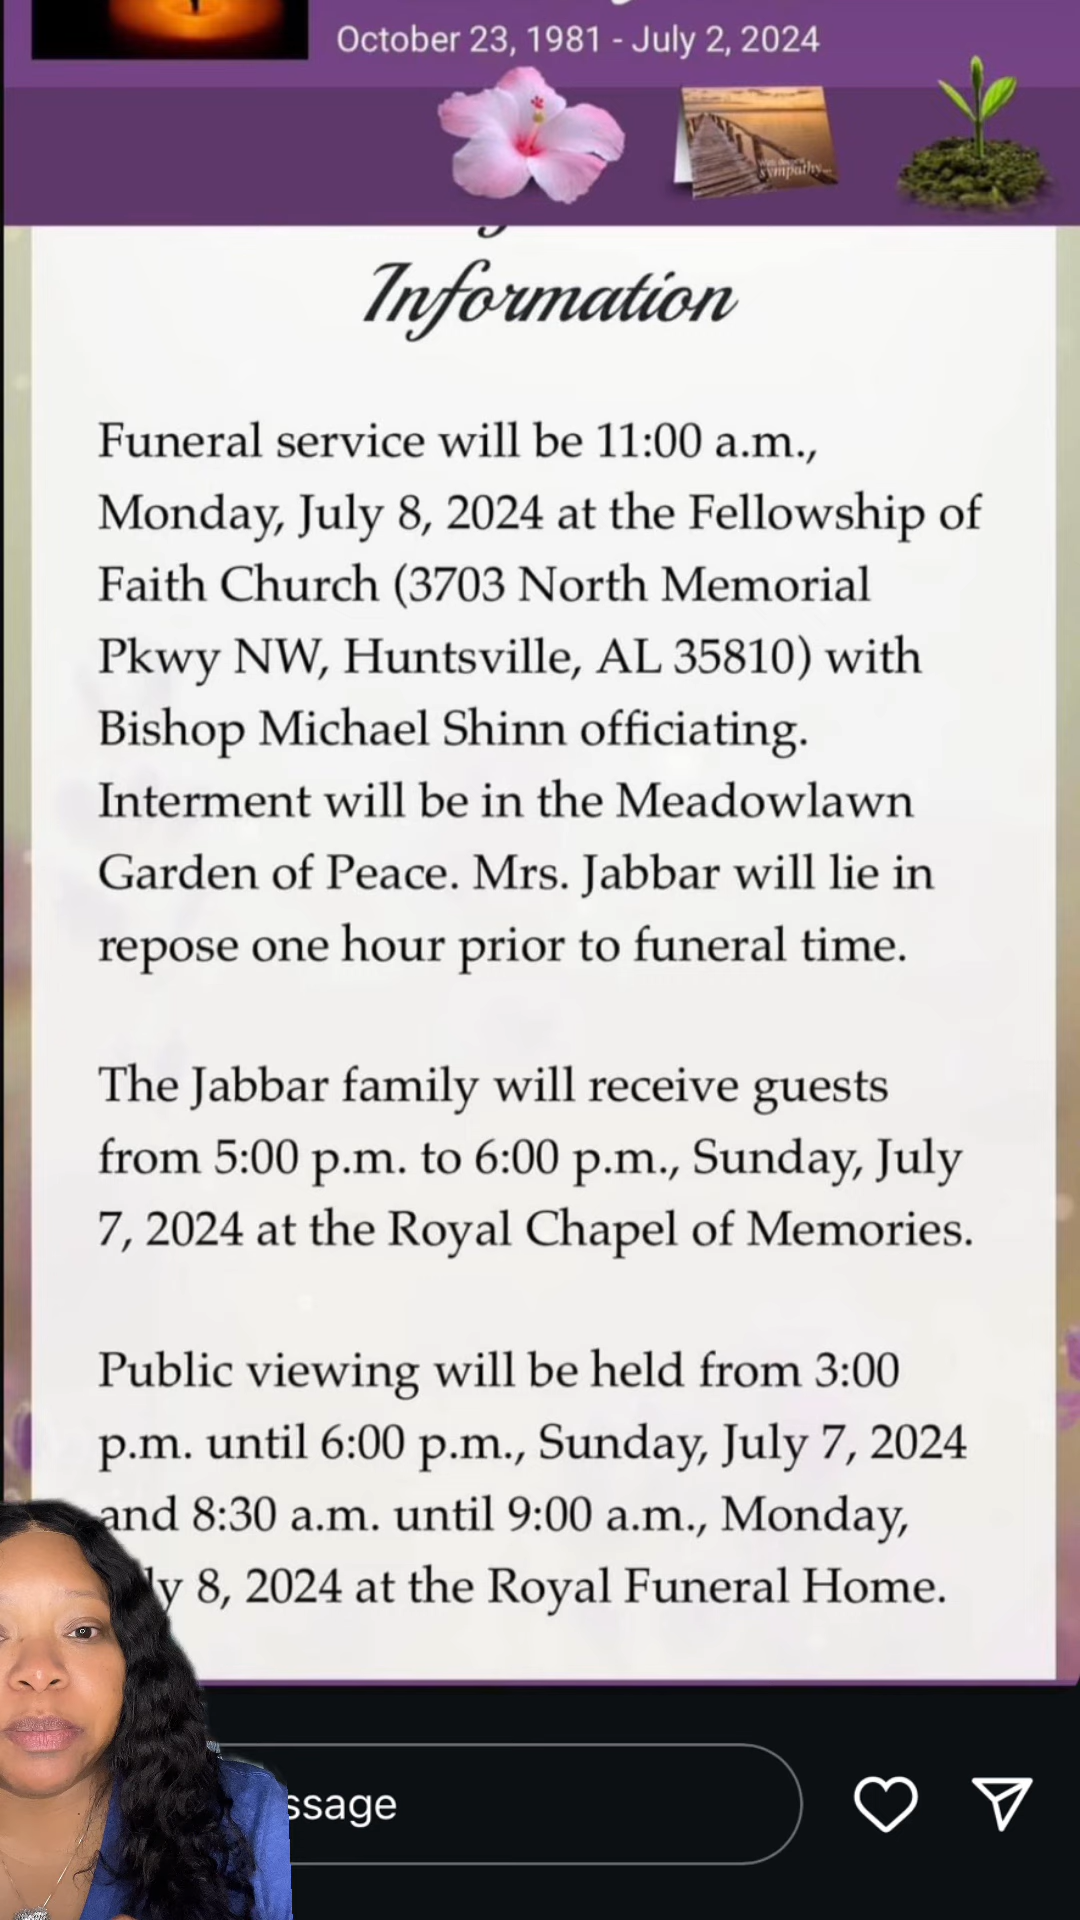 October 23, 1981 - July 2, 2024
sympathy...
Information
Funeral service will be 11:00 a.m.,
Monday, July 8, 2024 at the Fellowship of
Faith Church (3703 North Memorial
Pkwy NW, Huntsville, AL 35810) with
Bishop Michael Shinn officiating.
Interment will be in the Meadowlawn
Garden of Peace. Mrs. Jabbar will lie in
repose one hour prior to funeral time.
The Jabbar family will receive guests
from 5:00 p.m. to 6:00 p.m., Sunday, July
7, 2024 at the Royal Chapel of Memories.
Public viewing will be held from 3:00
p.m. until 6:00 p.m., Sunday, July 7, 2024
and 8:30 a.m. until 9:00 a.m., Monday,
ly 8, 2024 at the Royal Funeral Home.
ssage